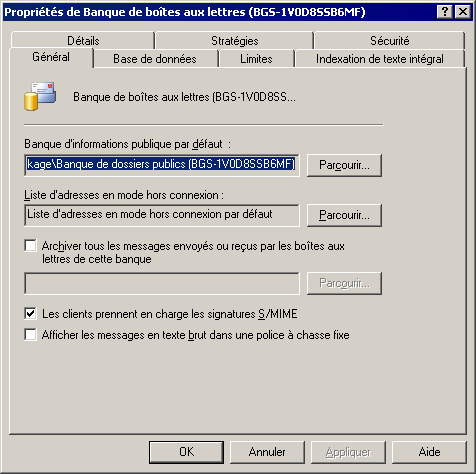 Propriétés de Banque de boîtes aux lettres (BGS-1V0D8SSB6MF)
Détails
Stratégies
Sécurité
Général
Base de données
Limites
Indexation de texte intégral
Banque de boîtes aux lettres (BGS-1V0D8SS...
Banque d'informations publique par défaut :
kage\Banque de dossiers publics (BGS-1V0D8SSB6MF)
Parcourir...
Liste d'adresses en mode hors connexion :
Liste d'adresses en mode hors connexion par défaut
Parcourir...
Archiver tous les messages envoyés ou reçus par les boîtes aux
lettres de cette banque
Parcourir...
Les clients prennent en charge les signatures S/MIME
Afficher les messages en texte brut dans une police à chasse fixe
OK
Annuler
Appliquer
Aide